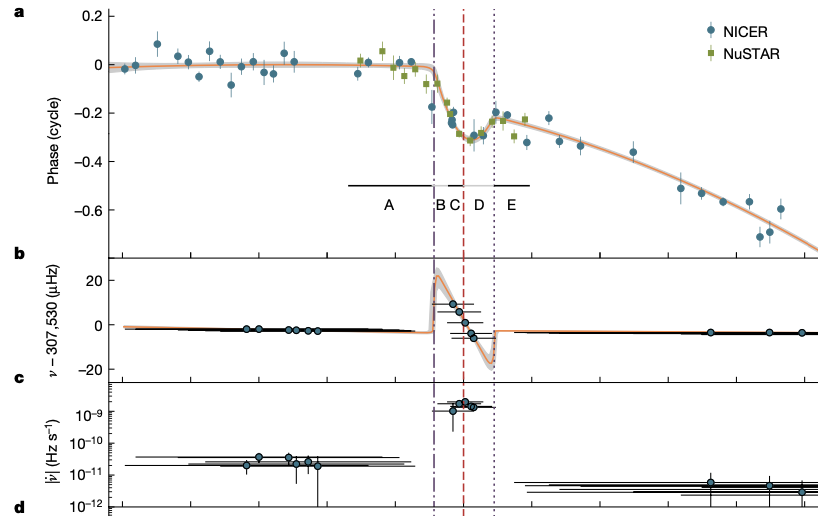 a
0.2
0
−0.2
−0.4
−0.6
Phase (cycle)
NICER
NuSTAR
A B C D E
b
20
0
−20
ν − 307,530 (μHz)
c
10⁻⁹
10⁻¹⁰
10⁻¹¹
10⁻¹²
|ν̇| (Hz s⁻¹)
d